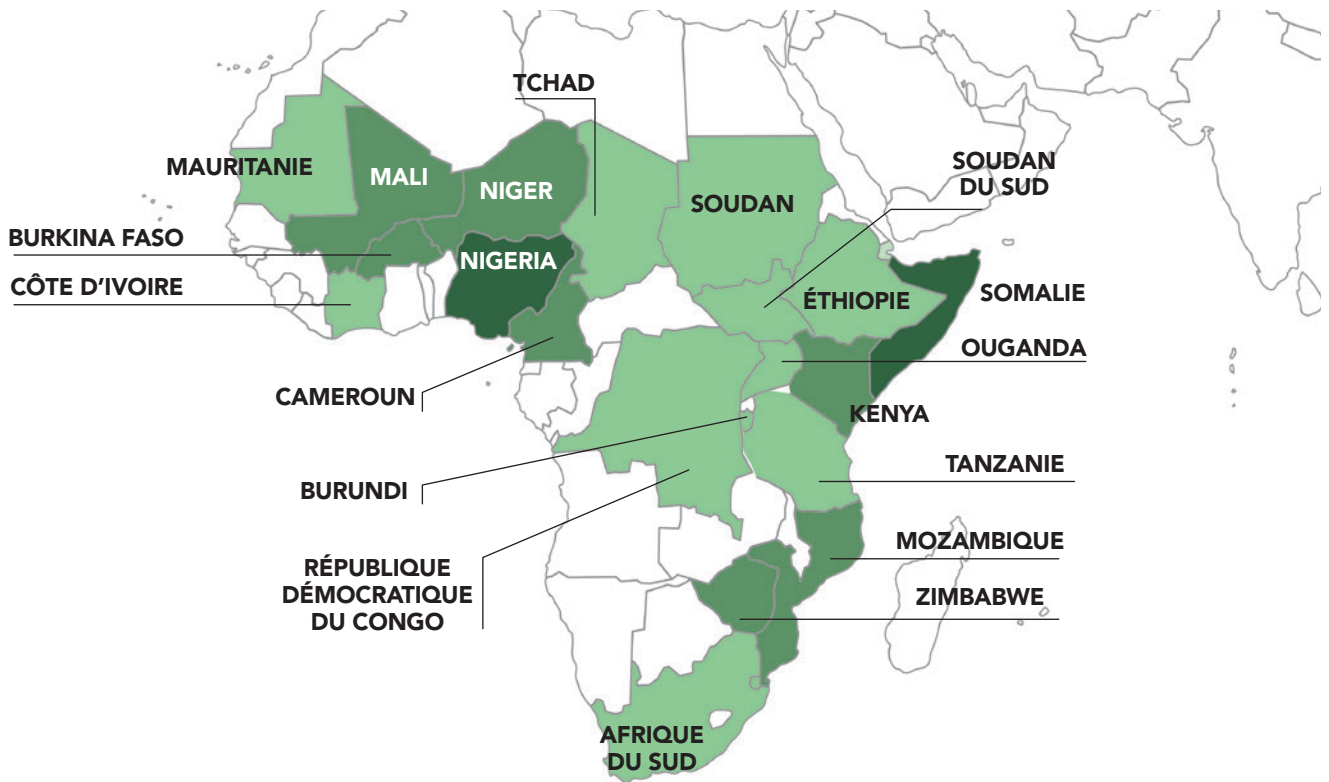 TCHAD
MAURITANIE
MALI
NIGER
SOUDAN
SOUDAN
DU SUD
BURKINA FASO
NIGERIA
CÔTE D'IVOIRE
ÉTHIOPIE
SOMALIE
OUGANDA
CAMEROUN
KENYA
BURUNDI
TANZANIE
RÉPUBLIQUE
DÉMOCRATIQUE
DU CONGO
MOZAMBIQUE
ZIMBABWE
AFRIQUE
DU SUD